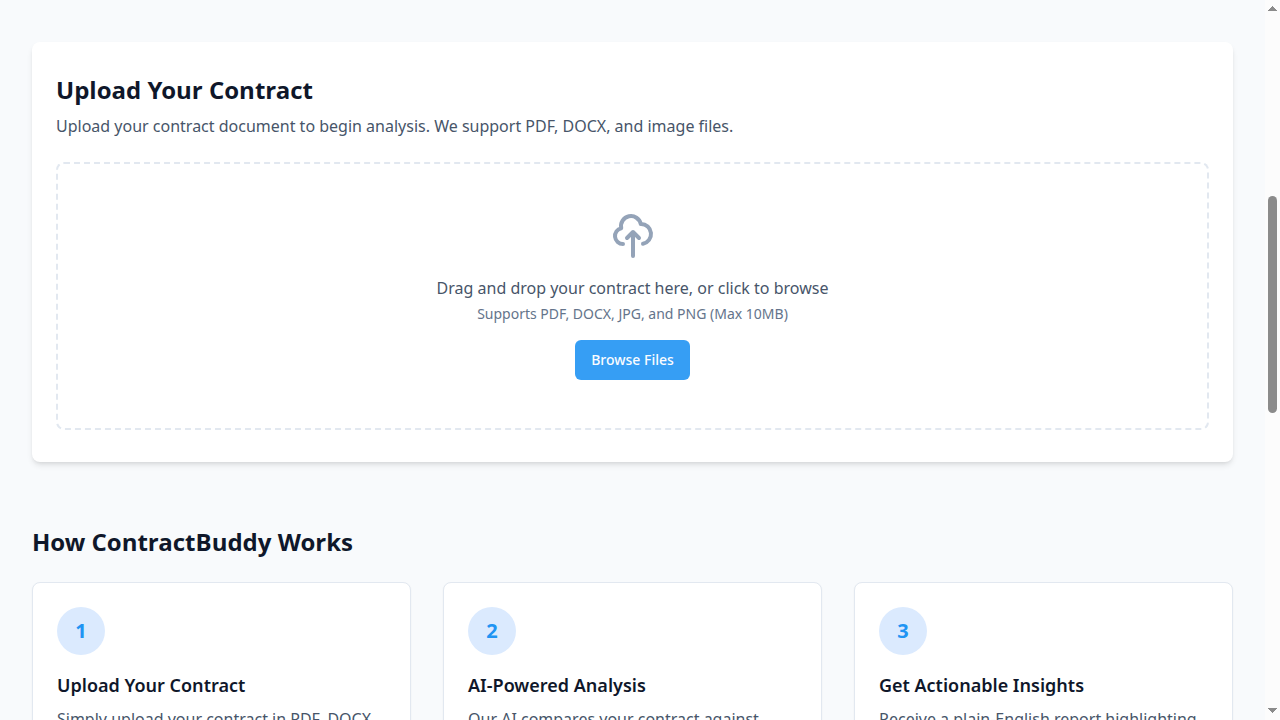 Upload Your Contract
Upload your contract document to begin analysis. We support PDF, DOCX, and image files.
Drag and drop your contract here, or click to browse
Supports PDF, DOCX, JPG, and PNG (Max 10MB)
Browse Files
How ContractBuddy Works
1
Upload Your Contract
Simply upload your contract in PDF, DOCX,
2
AI-Powered Analysis
Our AI compares your contract against
3
Get Actionable Insights
Receive a plain-English report highlighting